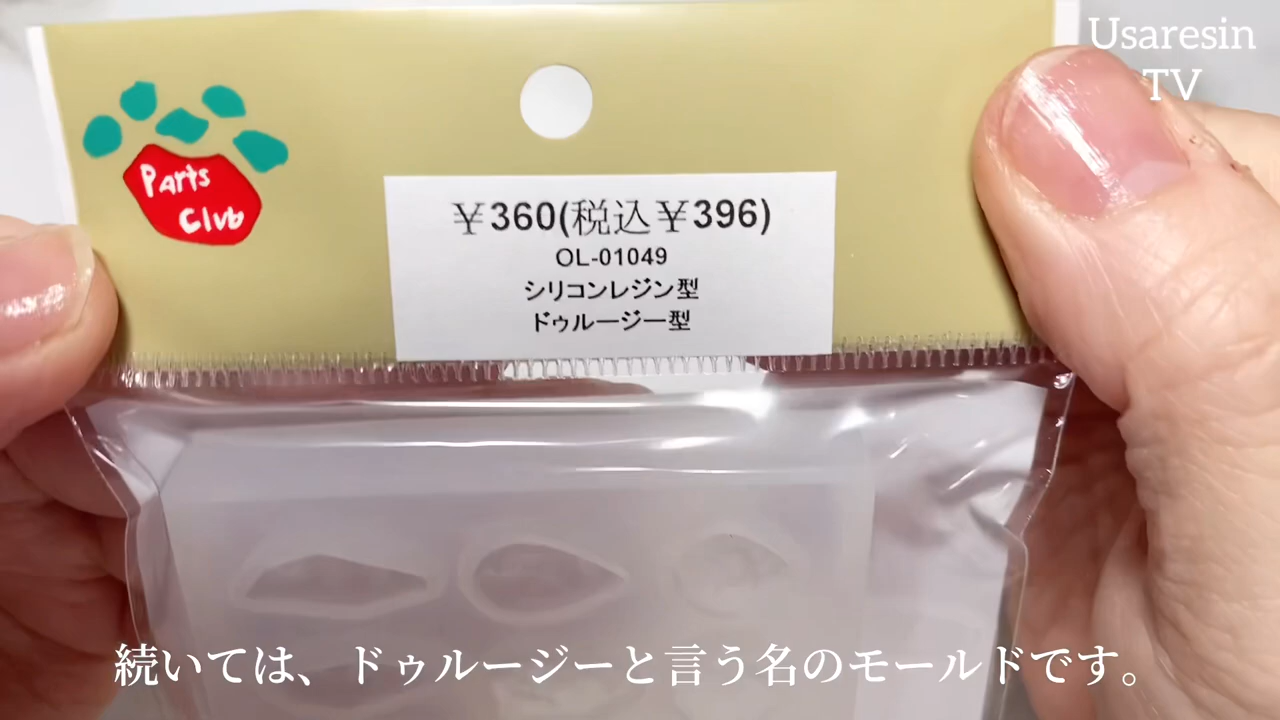 Usaresin
TV
Parts
Club
￥360(税込￥396)
OL-01049
シリコンレジン型
ドゥルージー型
続いては、ドゥルージーと言う名のモールドです。